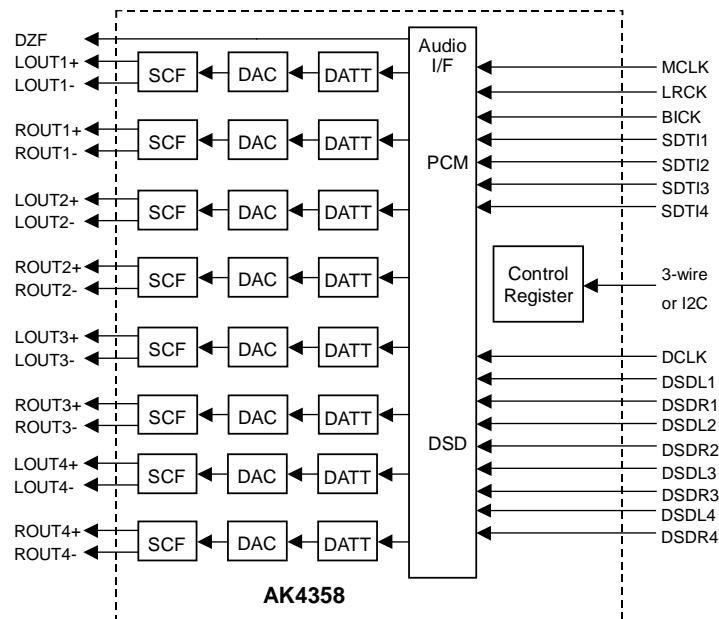 DZF
LOUT1+
LOUT1-
SCF
DAC
DATT
ROUT1+
ROUT1-
SCF
DAC
DATT
LOUT2+
LOUT2-
SCF
DAC
DATT
ROUT2+
ROUT2-
SCF
DAC
DATT
LOUT3+
LOUT3-
SCF
DAC
DATT
ROUT3+
ROUT3-
SCF
DAC
DATT
LOUT4+
LOUT4-
SCF
DAC
DATT
ROUT4+
ROUT4-
SCF
DAC
DATT
Audio
I/F
PCM
DSD
MCLK
LRCK
BICK
SDTI1
SDTI2
SDTI3
SDTI4
Control
Register
3-wire
or I2C
DCLK
DSDL1
DSDR1
DSDL2
DSDR2
DSDL3
DSDR3
DSDL4
DSDR4
AK4358